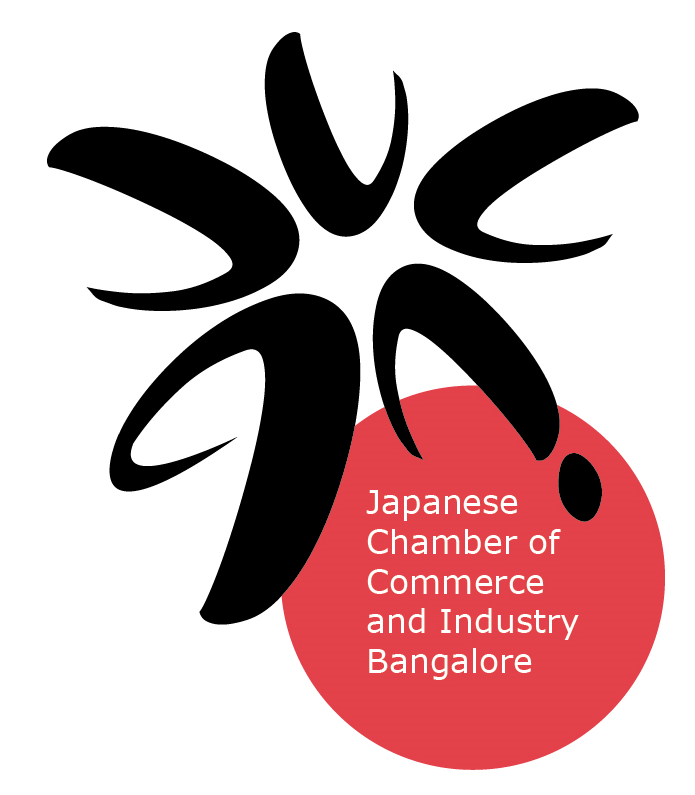 Japanese
Chamber of
Commerce
and Industry
Bangalore